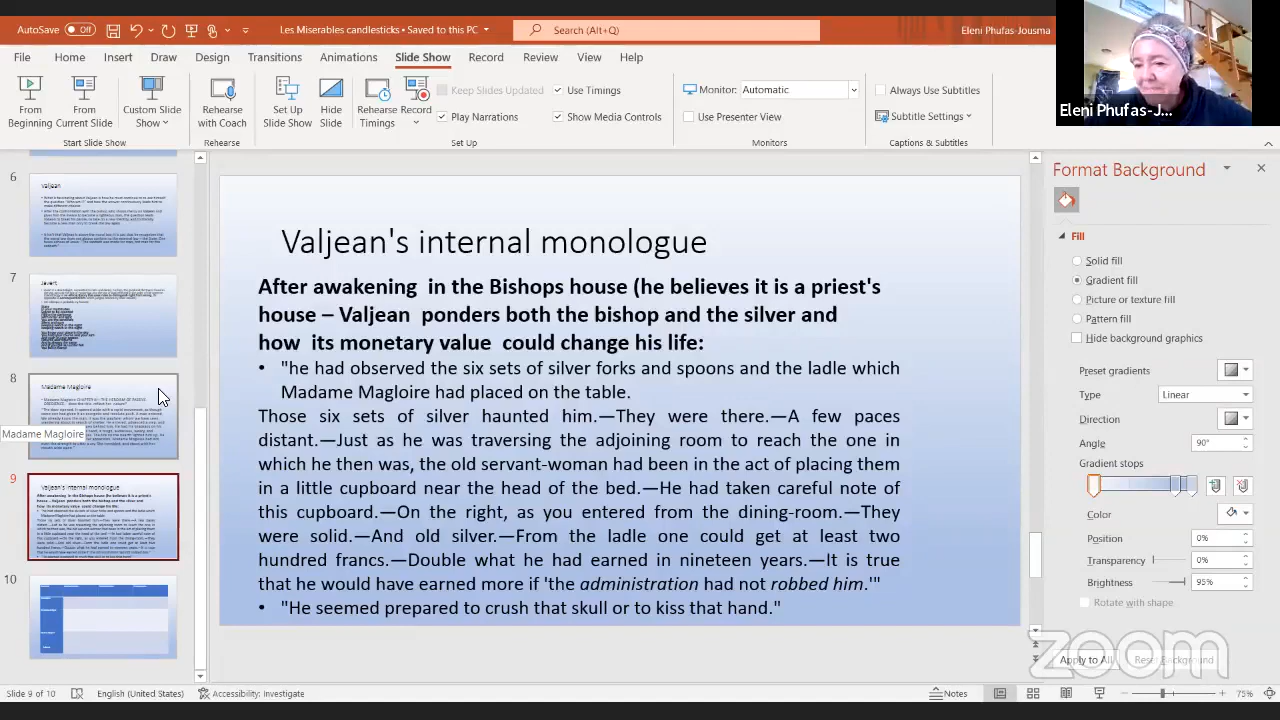 AutoSave Off
Les Miserables candlesticks • Saved to this PC
Search (Alt+Q)
Eleni Phufas-Jousma
File Home Insert Draw Design Transitions Animations Slide Show Record Review View Help
From Beginning
From Current Slide
Custom Slide Show
Rehearse with Coach
Set Up Slide Show
Hide Slide
Rehearse Timings
Record
Keep Slides Updated
Play Narrations
Use Timings
Show Media Controls
Monitor: Automatic
Use Presenter View
Always Use Subtitles
Subtitle Settings
Start Slide Show
Rehearse
Set Up
Monitors
Captions & Subtitles
Eleni Phufas-J...
6
Valjean
7
Javert
8
Madame Magloire
Madame Magloire
9
Valjean's internal monologue
10
Valjean's internal monologue
After awakening in the Bishops house (he believes it is a priest's
house – Valjean ponders both the bishop and the silver and
how its monetary value could change his life:
• "he had observed the six sets of silver forks and spoons and the ladle which
Madame Magloire had placed on the table.
Those six sets of silver haunted him.—They were there.—A few paces
distant.—Just as he was traversing the adjoining room to reach the one in
which he then was, the old servant-woman had been in the act of placing them
in a little cupboard near the head of the bed.—He had taken careful note of
this cupboard.—On the right, as you entered from the dining-room.—They
were solid.—And old silver.—From the ladle one could get at least two
hundred francs.—Double what he had earned in nineteen years.—It is true
that he would have earned more if 'the administration had not robbed him.'"
• "He seemed prepared to crush that skull or to kiss that hand."
Format Background
Fill
Solid fill
Gradient fill
Picture or texture fill
Pattern fill
Hide background graphics
Preset gradients
Type Linear
Direction
Angle 90°
Gradient stops
Color
Position 0%
Transparency 0%
Brightness 95%
Rotate with shape
Apply to All Reset Background
zoom
Slide 9 of 10 English (United States) Accessibility: Investigate
Notes
75%